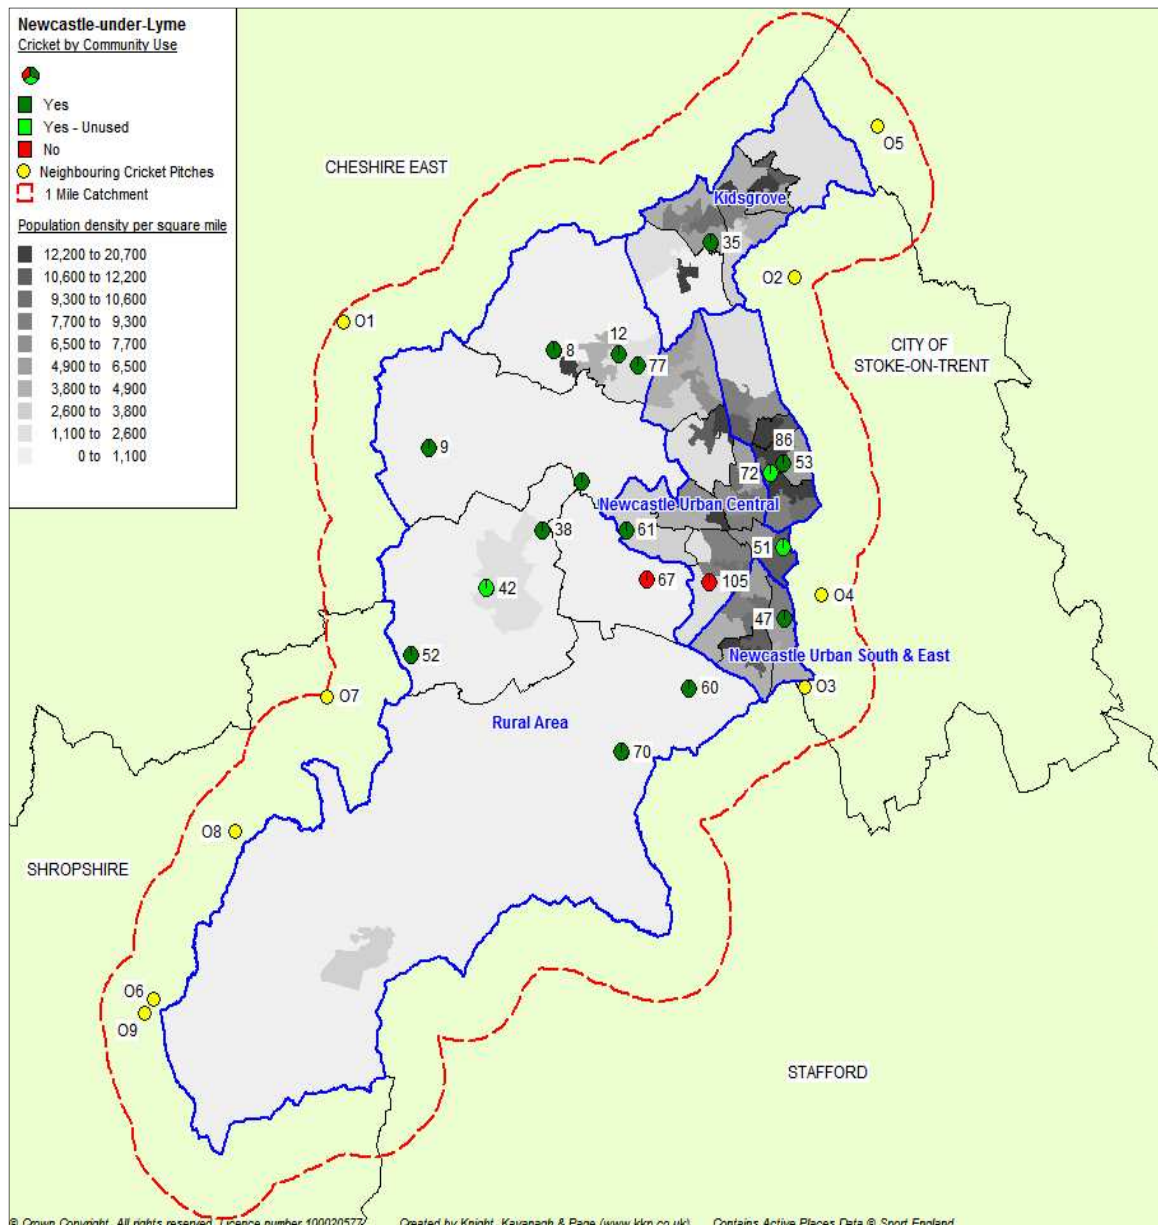 Newcastle-under-Lyme
Cricket by Community Use
Yes
Yes - Unused
No
Neighbouring Cricket Pitches
1 Mile Catchment
Population density per square mile
12,200 to 20,700
10,600 to 12,200
9,300 to 10,600
7,700 to 9,300
6,500 to 7,700
4,900 to 6,500
3,800 to 4,900
2,600 to 3,800
1,100 to 2,600
0 to 1,100
CHESHIRE EAST
O5
Kidsgrove
35
O2
O1
12
8
77
CITY OF
STOKE-ON-TRENT
9
86
53
72
Newcastle Urban Central
38
61
51
42
67
105
O4
47
52
Newcastle Urban South & East
60
O3
O7
Rural Area
70
O8
SHROPSHIRE
O6
O9
STAFFORD
© Crown Copyright. All rights reserved. Licence number 100020577. Created by Knight, Kavanagh & Page (www.kkp.co.uk) Contains Active Places Data © Sport England